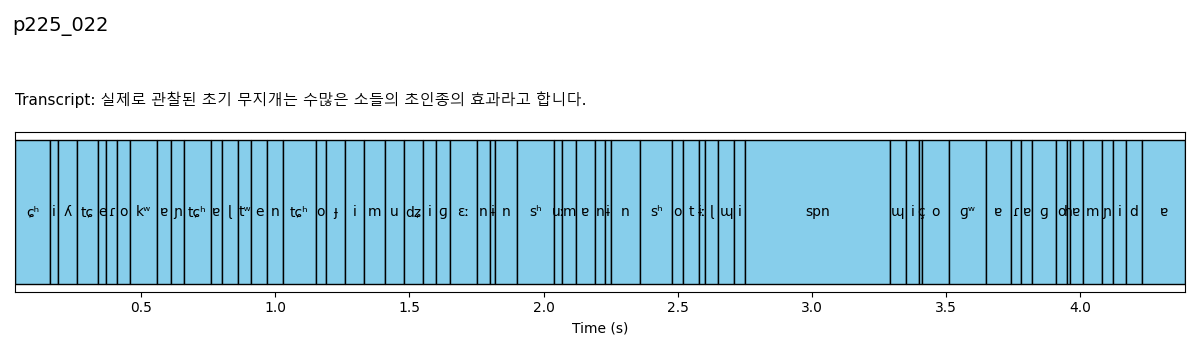 p225_022
Transcript: 실제로 관찰된 초기 무지개는 수많은 소들의 초인종의 효과라고 합니다.
ɕʰ i ʎ tɕ e ɾ o kʷ ɐ ɲ tɕʰ ɐ ɭ tʷ e n tɕʰ o ɟ i m u dʑ i ɡ ɛː n ɨ n sʰ uː m ɐ n ɨ n sʰ o t ɨː ɭ ɰ i spn ɰ i ç o ɡʷ ɐ ɾ ɐ ɡ o h ɐ m ɲ i d ɐ
0.5 1.0 1.5 2.0 2.5 3.0 3.5 4.0
Time (s)